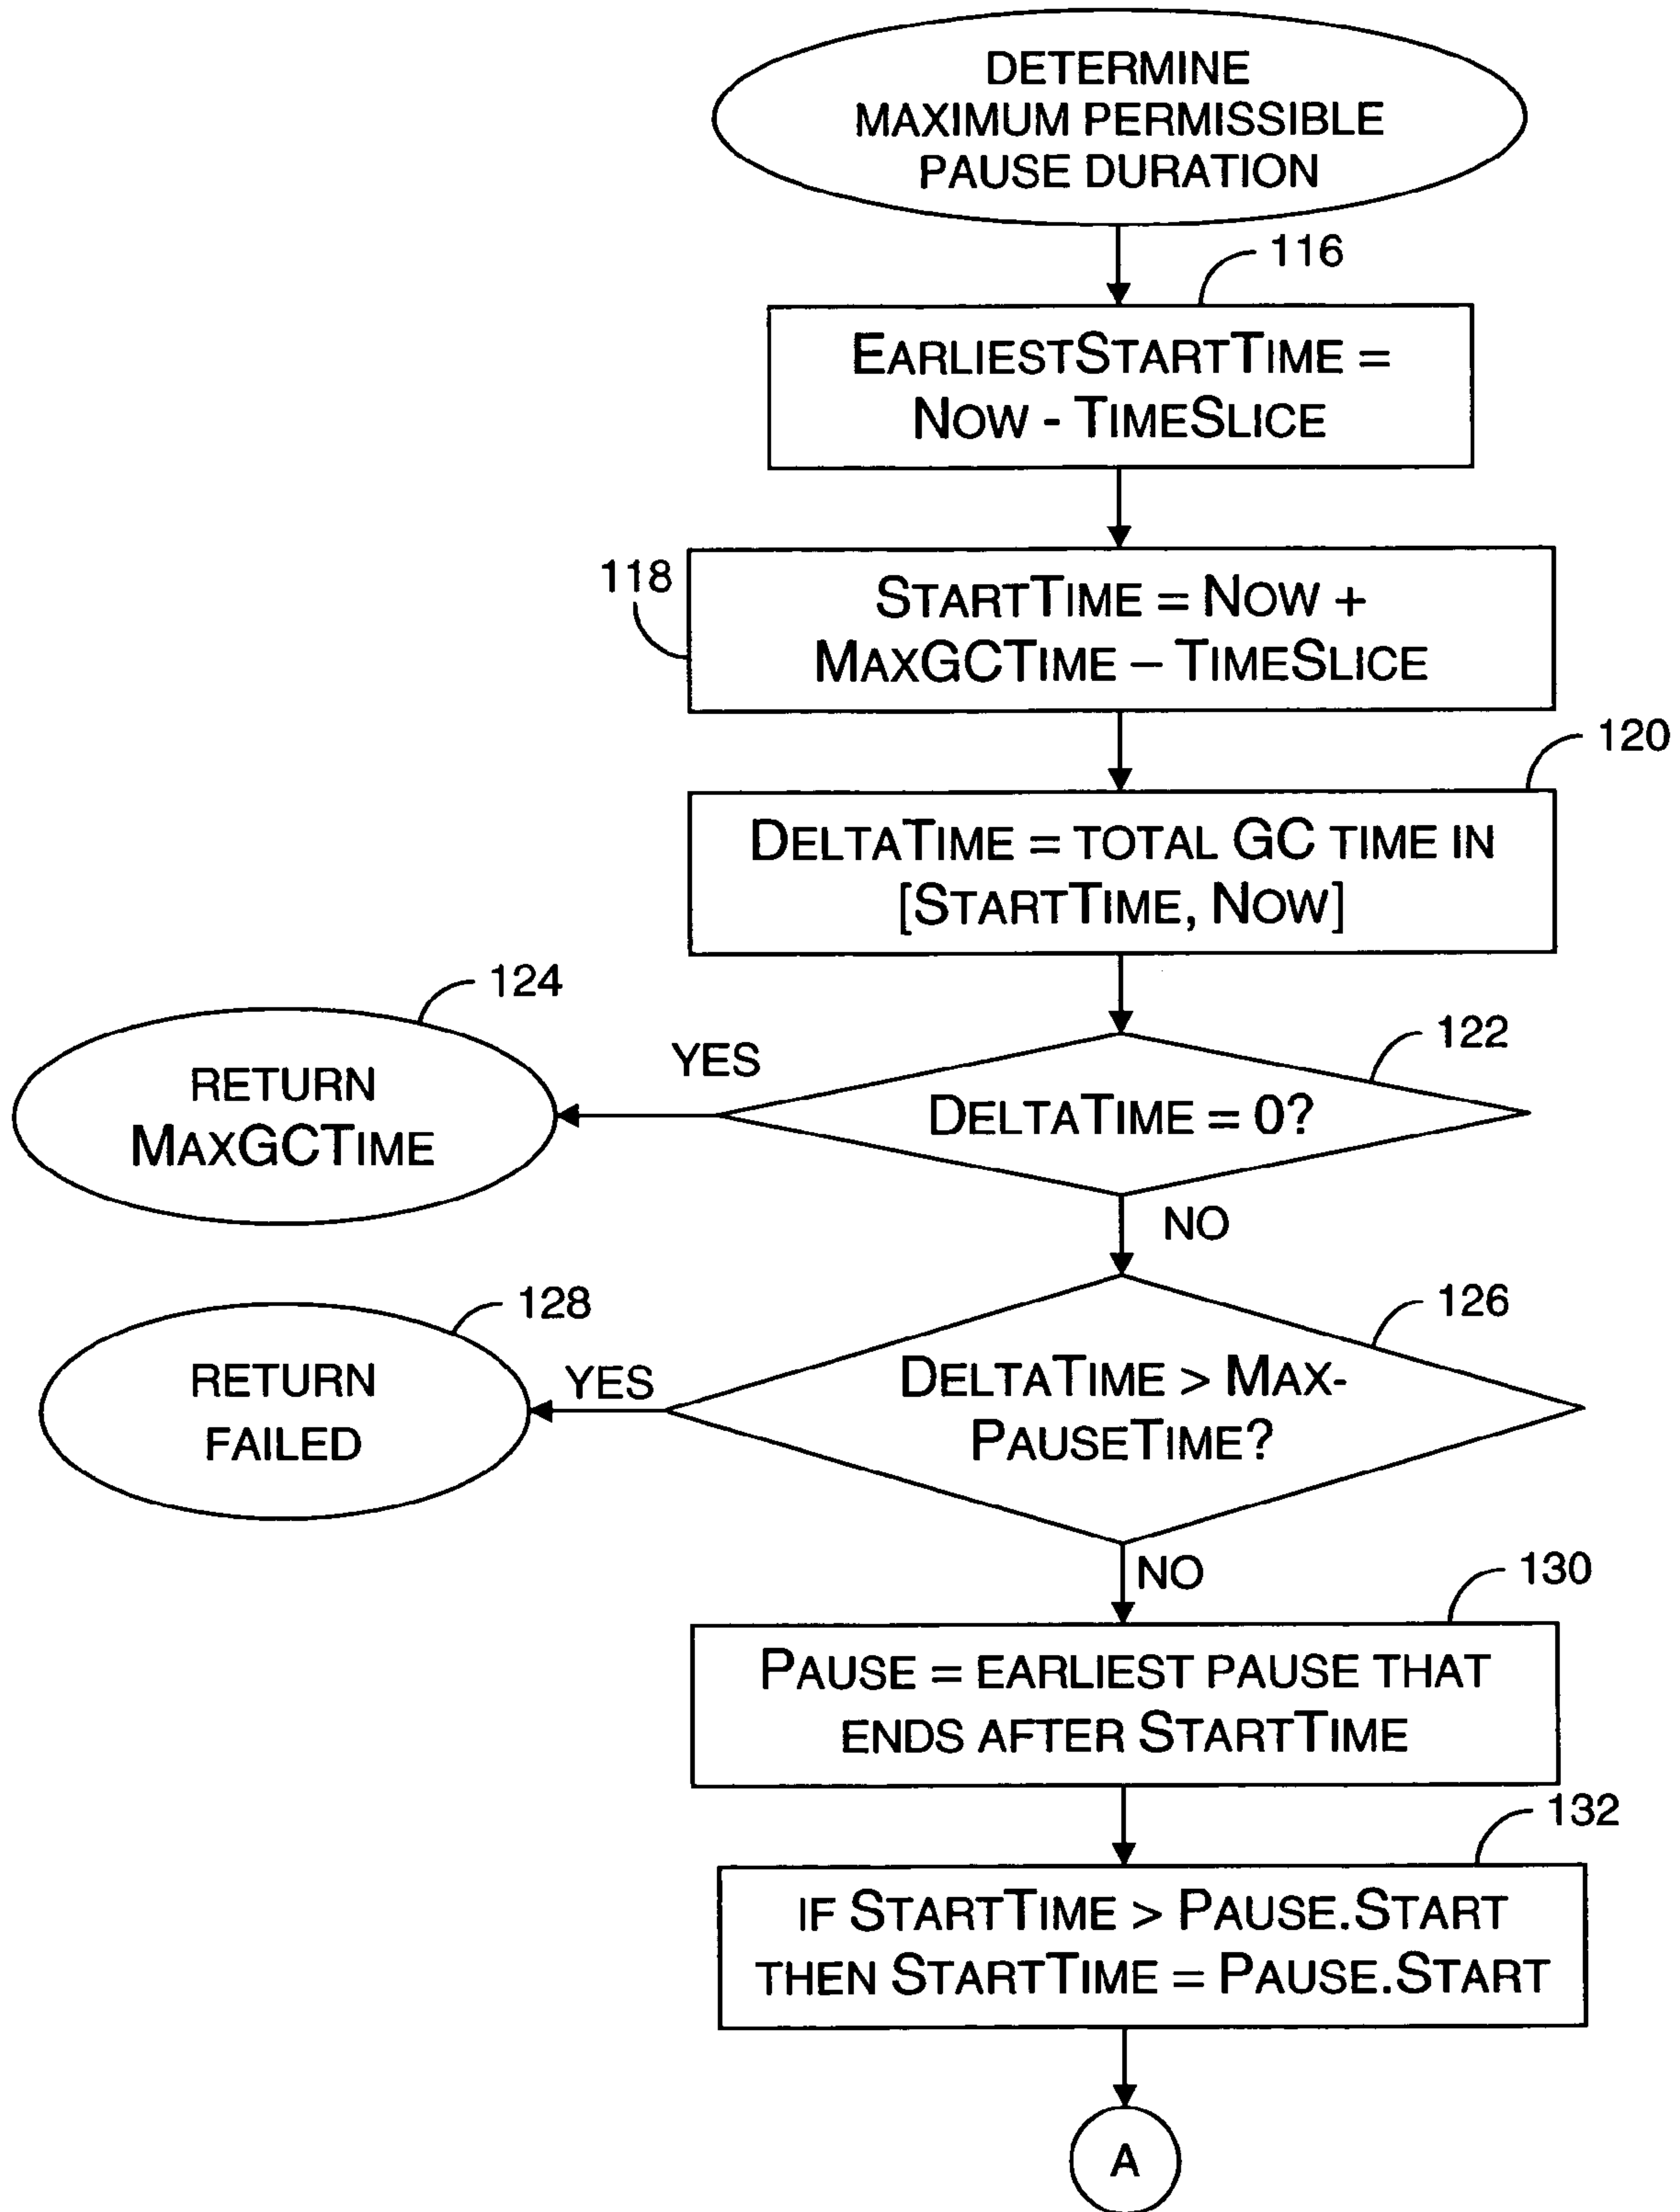 DETERMINE
MAXIMUM PERMISSIBLE
PAUSE DURATION
116
EARLIESTSTARTTIME =
NOW - TIMESLICE
118
STARTTIME = NOW +
MAXGCTIME – TIMESLICE
120
DELTATIME = TOTAL GC TIME IN
[STARTTIME, NOW]
124
RETURN
MAXGCTIME
YES
122
DELTATIME = 0?
NO
128
RETURN
FAILED
YES
126
DELTATIME > MAX-
PAUSETIME?
NO
130
PAUSE = EARLIEST PAUSE THAT
ENDS AFTER STARTTIME
132
IF STARTTIME > PAUSE.START
THEN STARTTIME = PAUSE.START
A